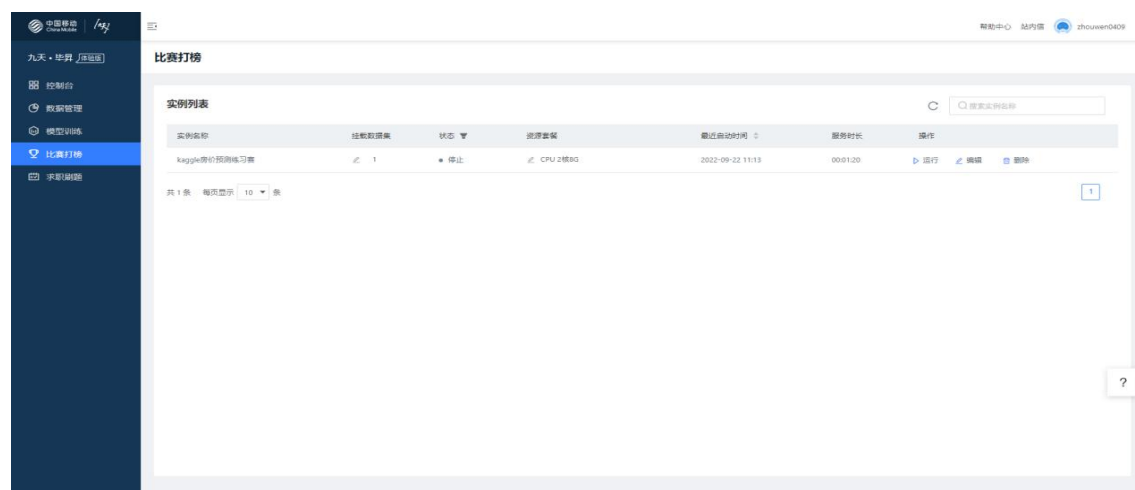 中国移动
China Mobile
帮助中心 站内信 zhouwen0409
九天·毕昇 体验版
比赛打榜
控制台
数据管理
模型训练
比赛打榜
求职刷题
实例列表
搜索实例名称
实例名称 挂载数据集 状态 资源套餐 最近启动时间 服务时长 操作
kaggle房价预测练习赛 1 停止 CPU 2核8G 2022-09-22 11:13 00:01:20 运行 编辑 删除
共 1 条 每页显示 10 条
1
?